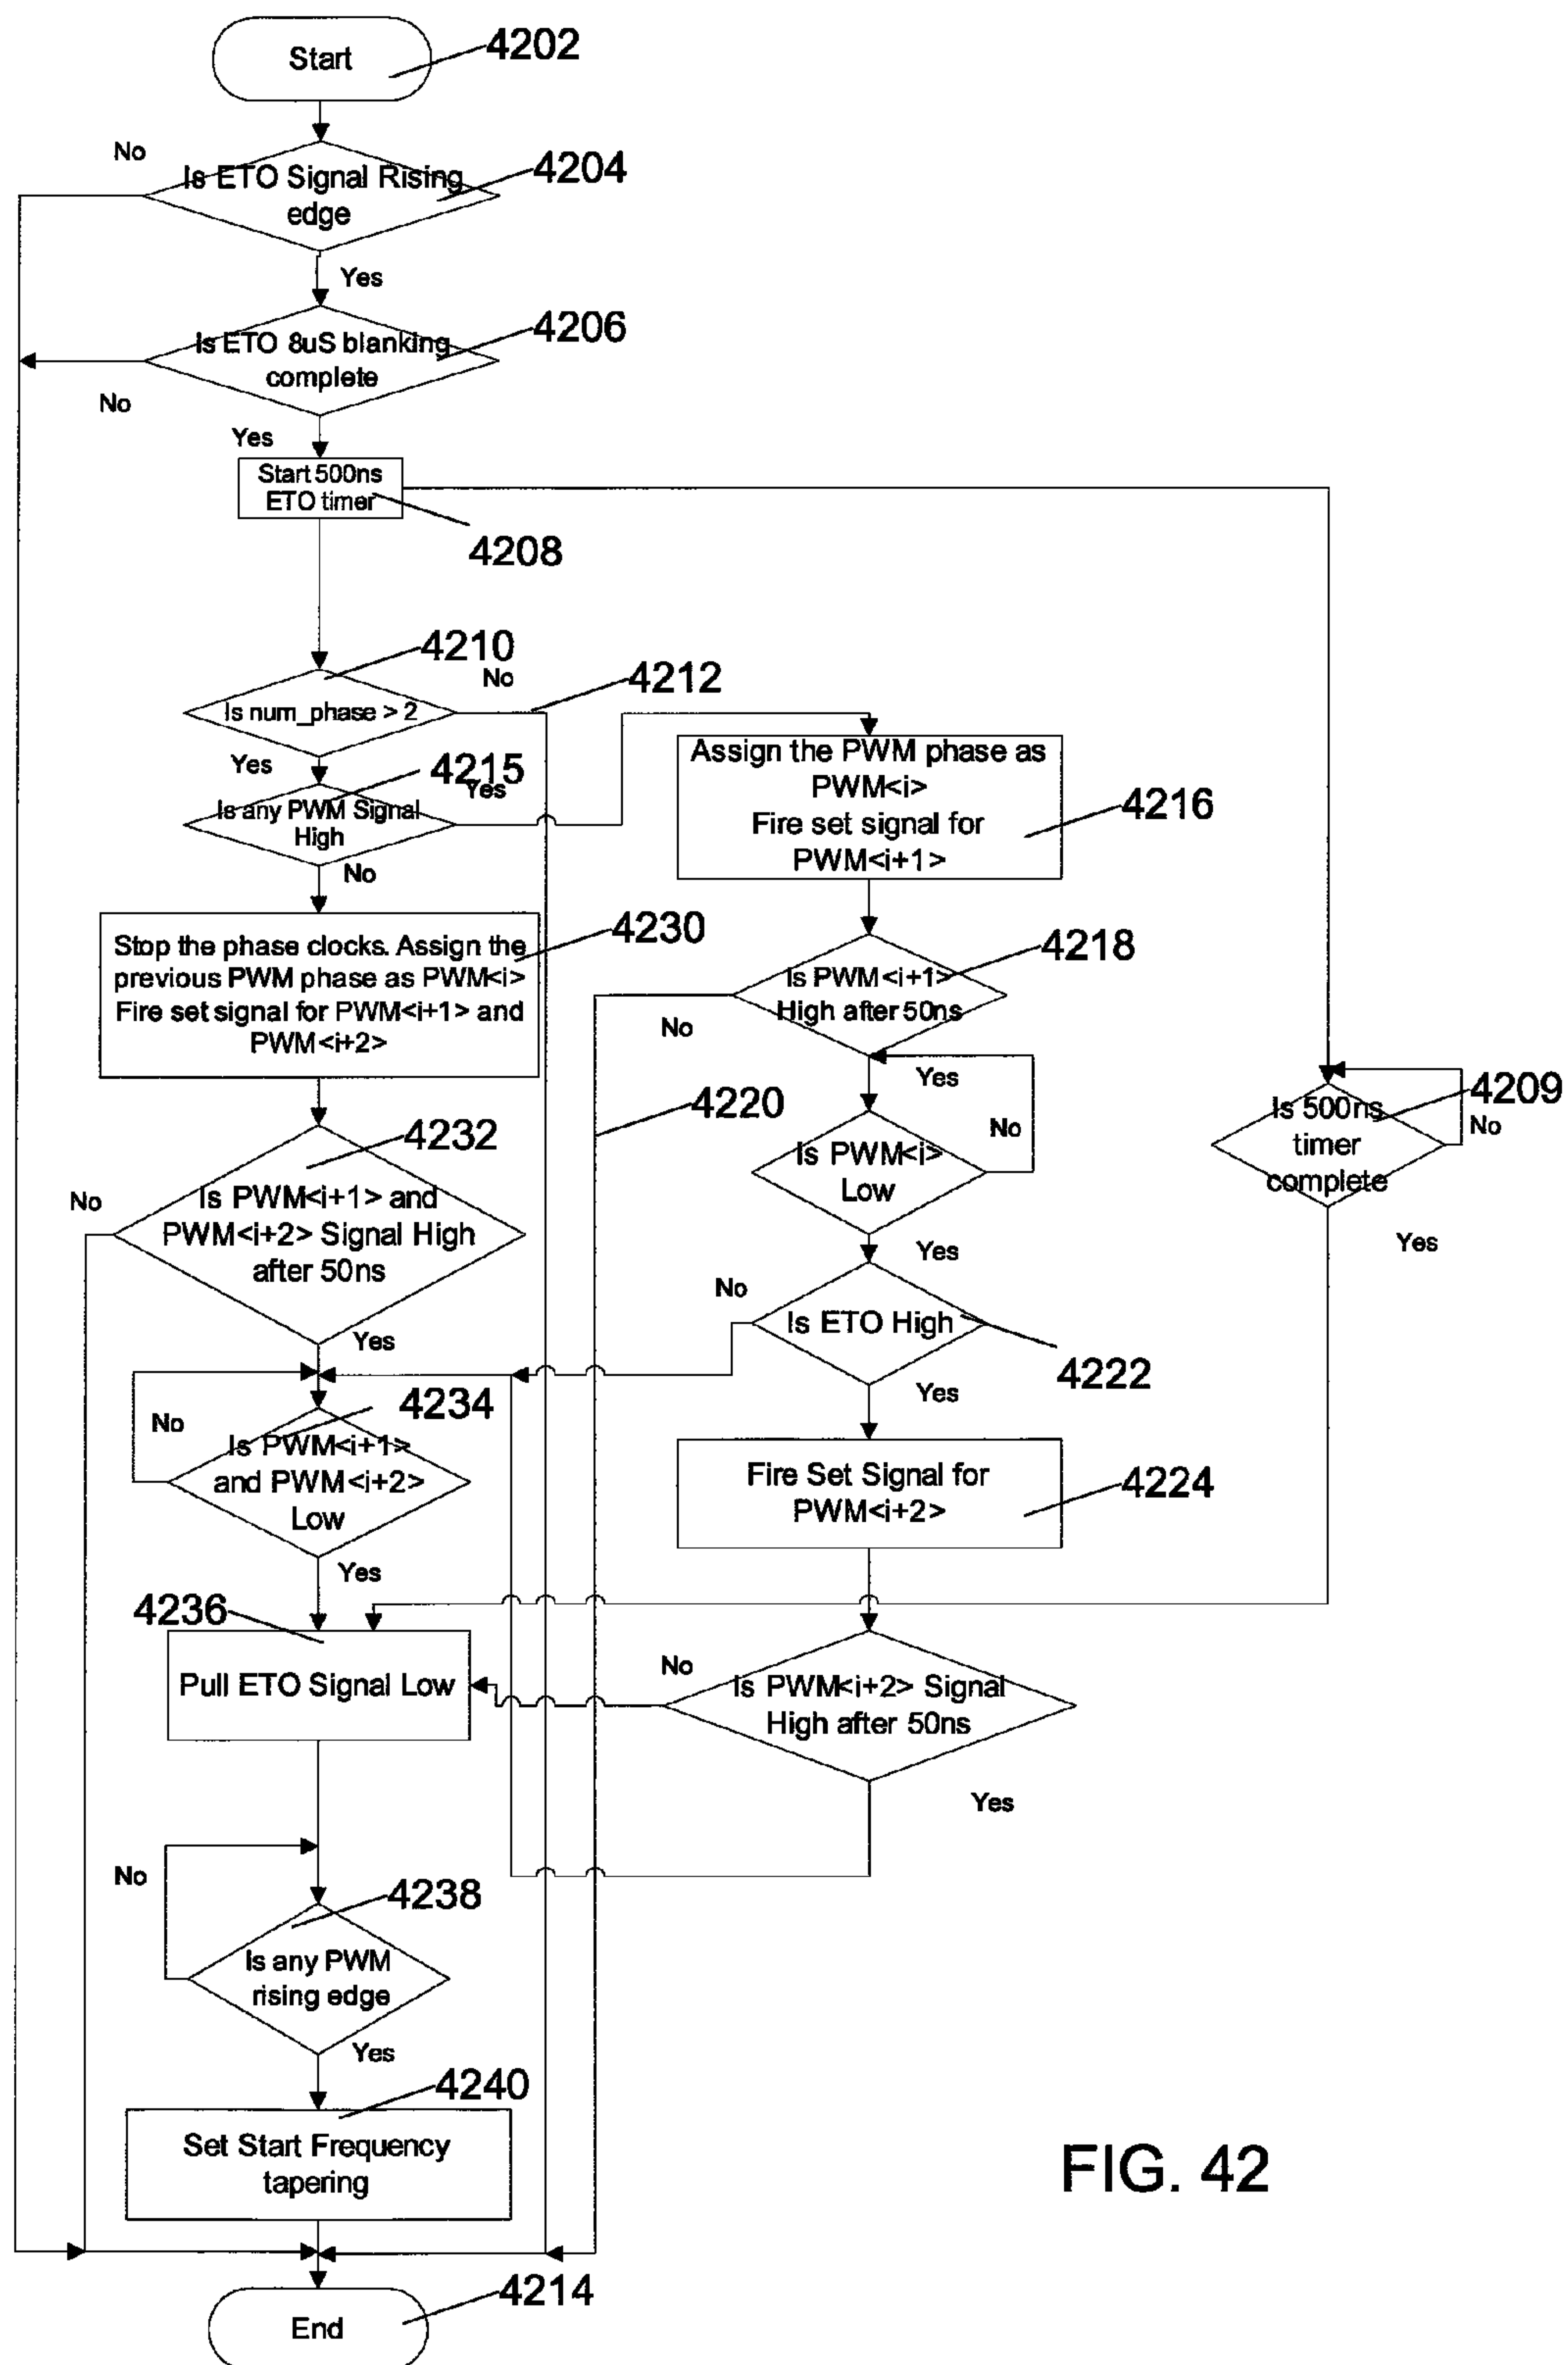 Start
4202
No
Is ETO Signal Rising
edge
4204
Yes
Is ETO 8uS blanking
complete
4206
No
Yes
Start 500ns
ETO timer
4208
4210
No
4212
Is num_phase > 2
Yes
4215
Yes
Is any PWM Signal
High
No
Assign the PWM phase as
PWM<i>
Fire set signal for
PWM<i+1>
4216
Stop the phase clocks. Assign the
previous PWM phase as PWM<i>
Fire set signal for PWM<i+1> and
PWM<i+2>
4230
4218
Is PWM<i+1>
High after 50ns
No
Yes
4220
No
Is PWM<i>
Low
Yes
4209
Is 500ns
timer
complete
No
Yes
4232
No
Is PWM<i+1> and
PWM<i+2> Signal High
after 50ns
Yes
No
Is ETO High
4222
Yes
4234
No
Is PWM<i+1>
and PWM<i+2>
Low
Yes
Fire Set Signal for
PWM<i+2>
4224
4236
Pull ETO Signal Low
No
Is PWM<i+2> Signal
High after 50ns
Yes
No
4238
Is any PWM
rising edge
Yes
4240
Set Start Frequency
tapering
FIG. 42
4214
End